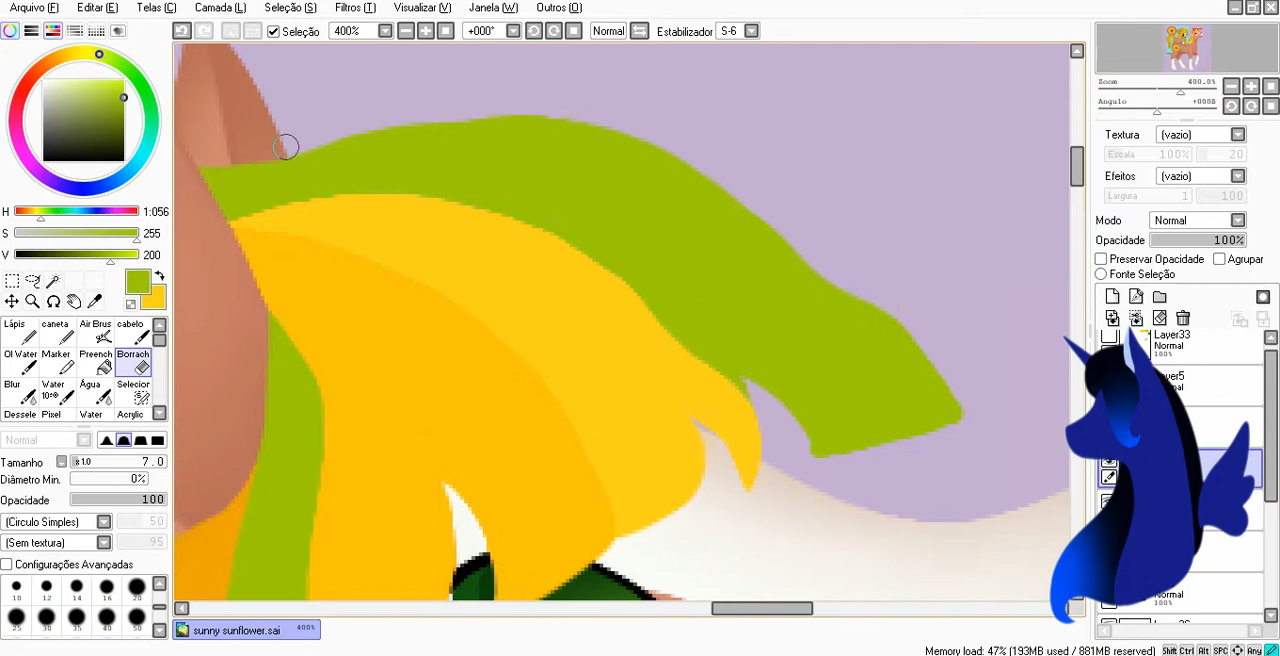 Arquivo (F) Editar (E) Telas (C) Camada (L) Seleção (S) Filtros (T) Visualizar (V) Janela (W) Outros (O)
Seleção 400% +000° Normal Estabilizador S-6
Zoom 400.0%
Angulo +000å
Textura (vazio)
Escala 100% 20
Efeitos (vazio)
Largura 1 100
Modo Normal
Opacidade 100%
Preservar Opacidade Agrupar
Fonte Seleção
H 1:056
S 255
V 200
Lápis caneta Air Brus cabelo
Ol Water Marker Preench Borrach
Blur Water Água Selecior
Dessele Pixel Water Acrylic
Normal
Tamanho x1.0 7.0
Diâmetro Min. 0%
Opacidade 100
(Circulo Simples) 50
(Sem textura) 95
Configurações Avançadas
10 12 14 16 20
25 30 35 40 50
Layer33
Normal
100%
Normal
100%
sunny sunflower.sai 400%
Memory load: 47% (193MB used / 881MB reserved) Shift Ctrl Alt SPC Any